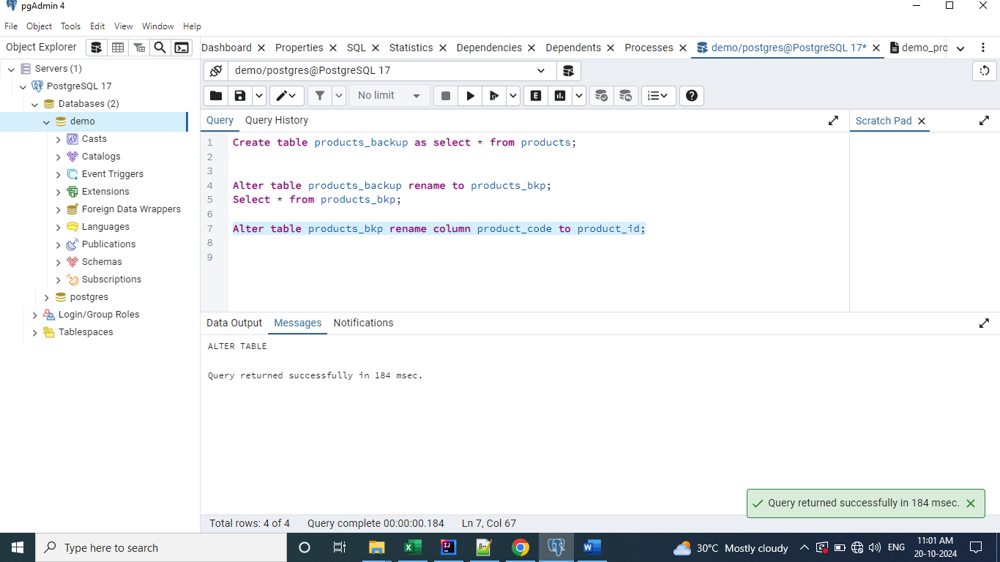 pgAdmin 4
File Object Tools Edit View Window Help
Object Explorer
Dashboard Properties SQL Statistics Dependencies Dependents Processes demo/postgres@PostgreSQL 17* demo_pro
Servers (1)
PostgreSQL 17
Databases (2)
demo
Casts
Catalogs
Event Triggers
Extensions
Foreign Data Wrappers
Languages
Publications
Schemas
Subscriptions
postgres
Login/Group Roles
Tablespaces
demo/postgres@PostgreSQL 17
No limit
E
Query Query History
Scratch Pad
1 Create table products_backup as select * from products;
2
3
4 Alter table products_backup rename to products_bkp;
5 Select * from products_bkp;
6
7 Alter table products_bkp rename column product_code to product_id;
8
9
Data Output Messages Notifications
ALTER TABLE
Query returned successfully in 184 msec.
Query returned successfully in 184 msec.
Total rows: 4 of 4 Query complete 00:00:00.184 Ln 7, Col 67
Type here to search
30°C Mostly cloudy
ENG
11:01 AM
20-10-2024